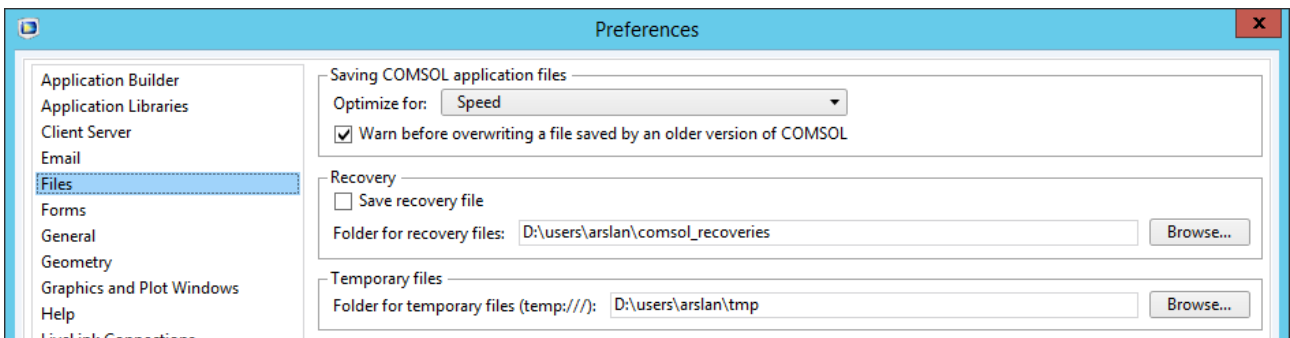 Preferences
x
Application Builder
Application Libraries
Client Server
Email
Files
Forms
General
Geometry
Graphics and Plot Windows
Help
LiveLink Connections
Saving COMSOL application files
Optimize for: Speed
Warn before overwriting a file saved by an older version of COMSOL
Recovery
Save recovery file
Folder for recovery files: D:\users\arslan\comsol_recoveries Browse...
Temporary files
Folder for temporary files (temp:///): D:\users\arslan\tmp Browse...